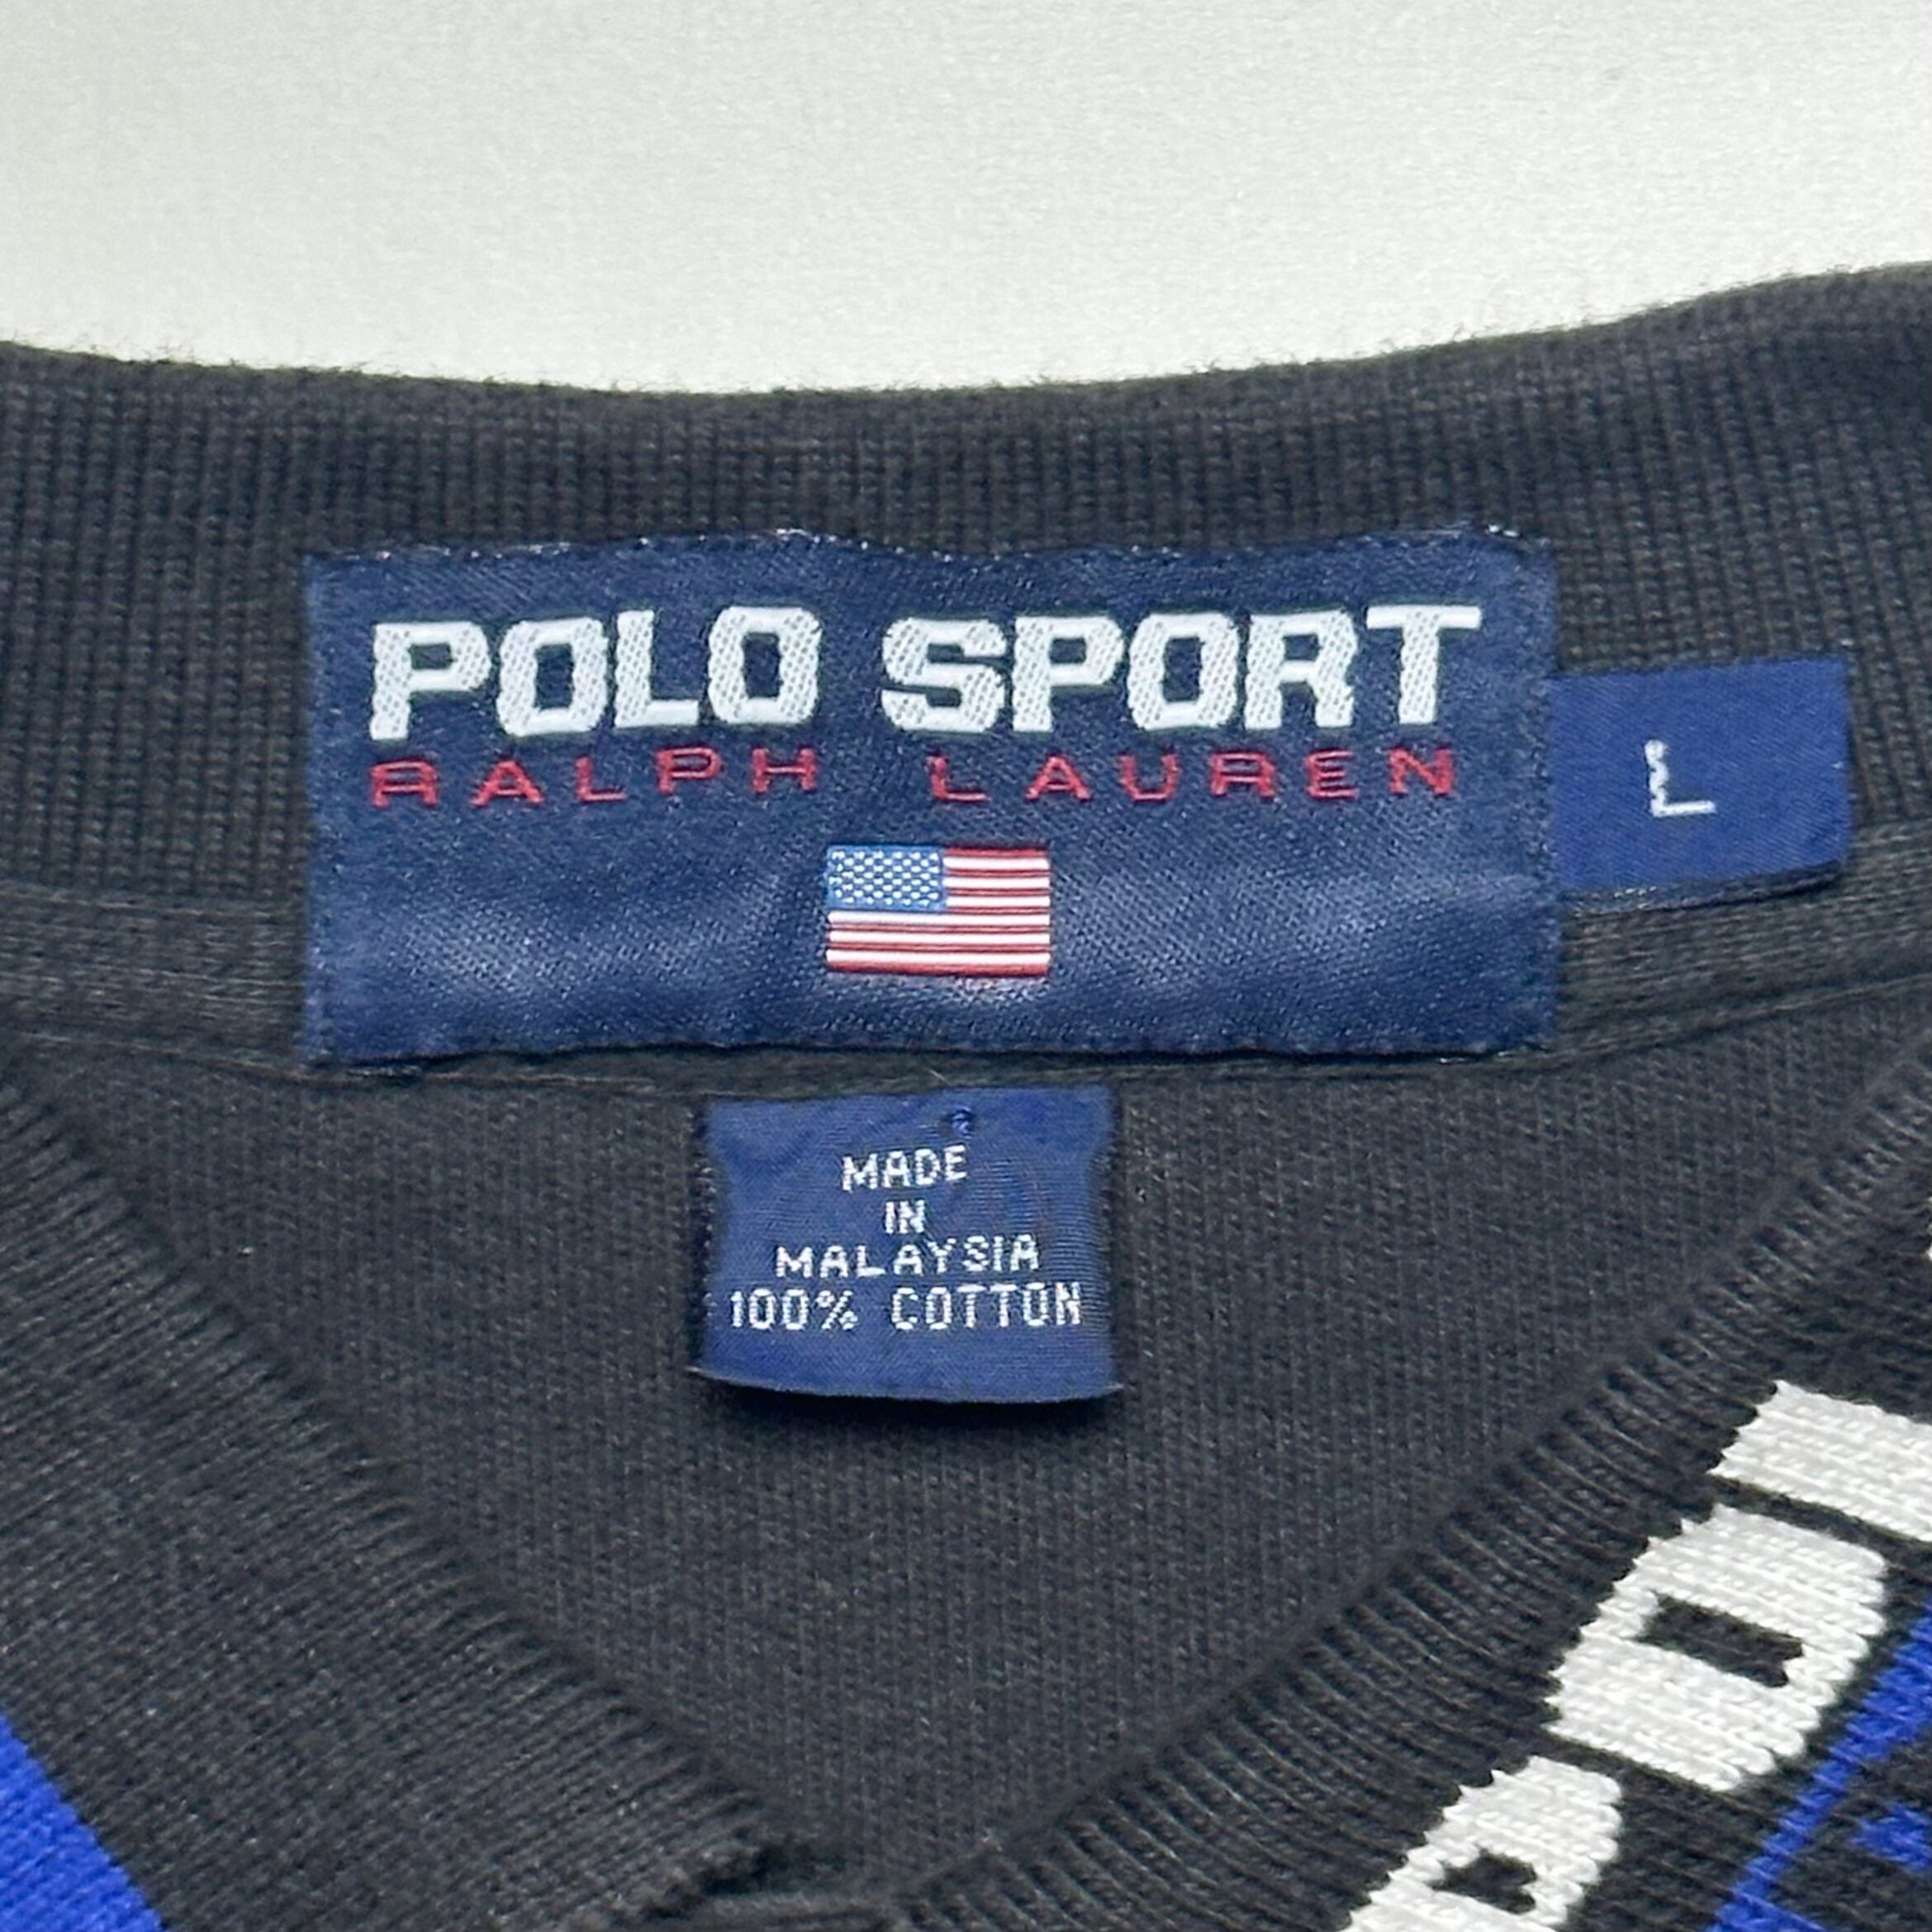 POLO SPORT
RALPH LAUREN
L
MADE
IN
MALAYSIA
100% COTTON